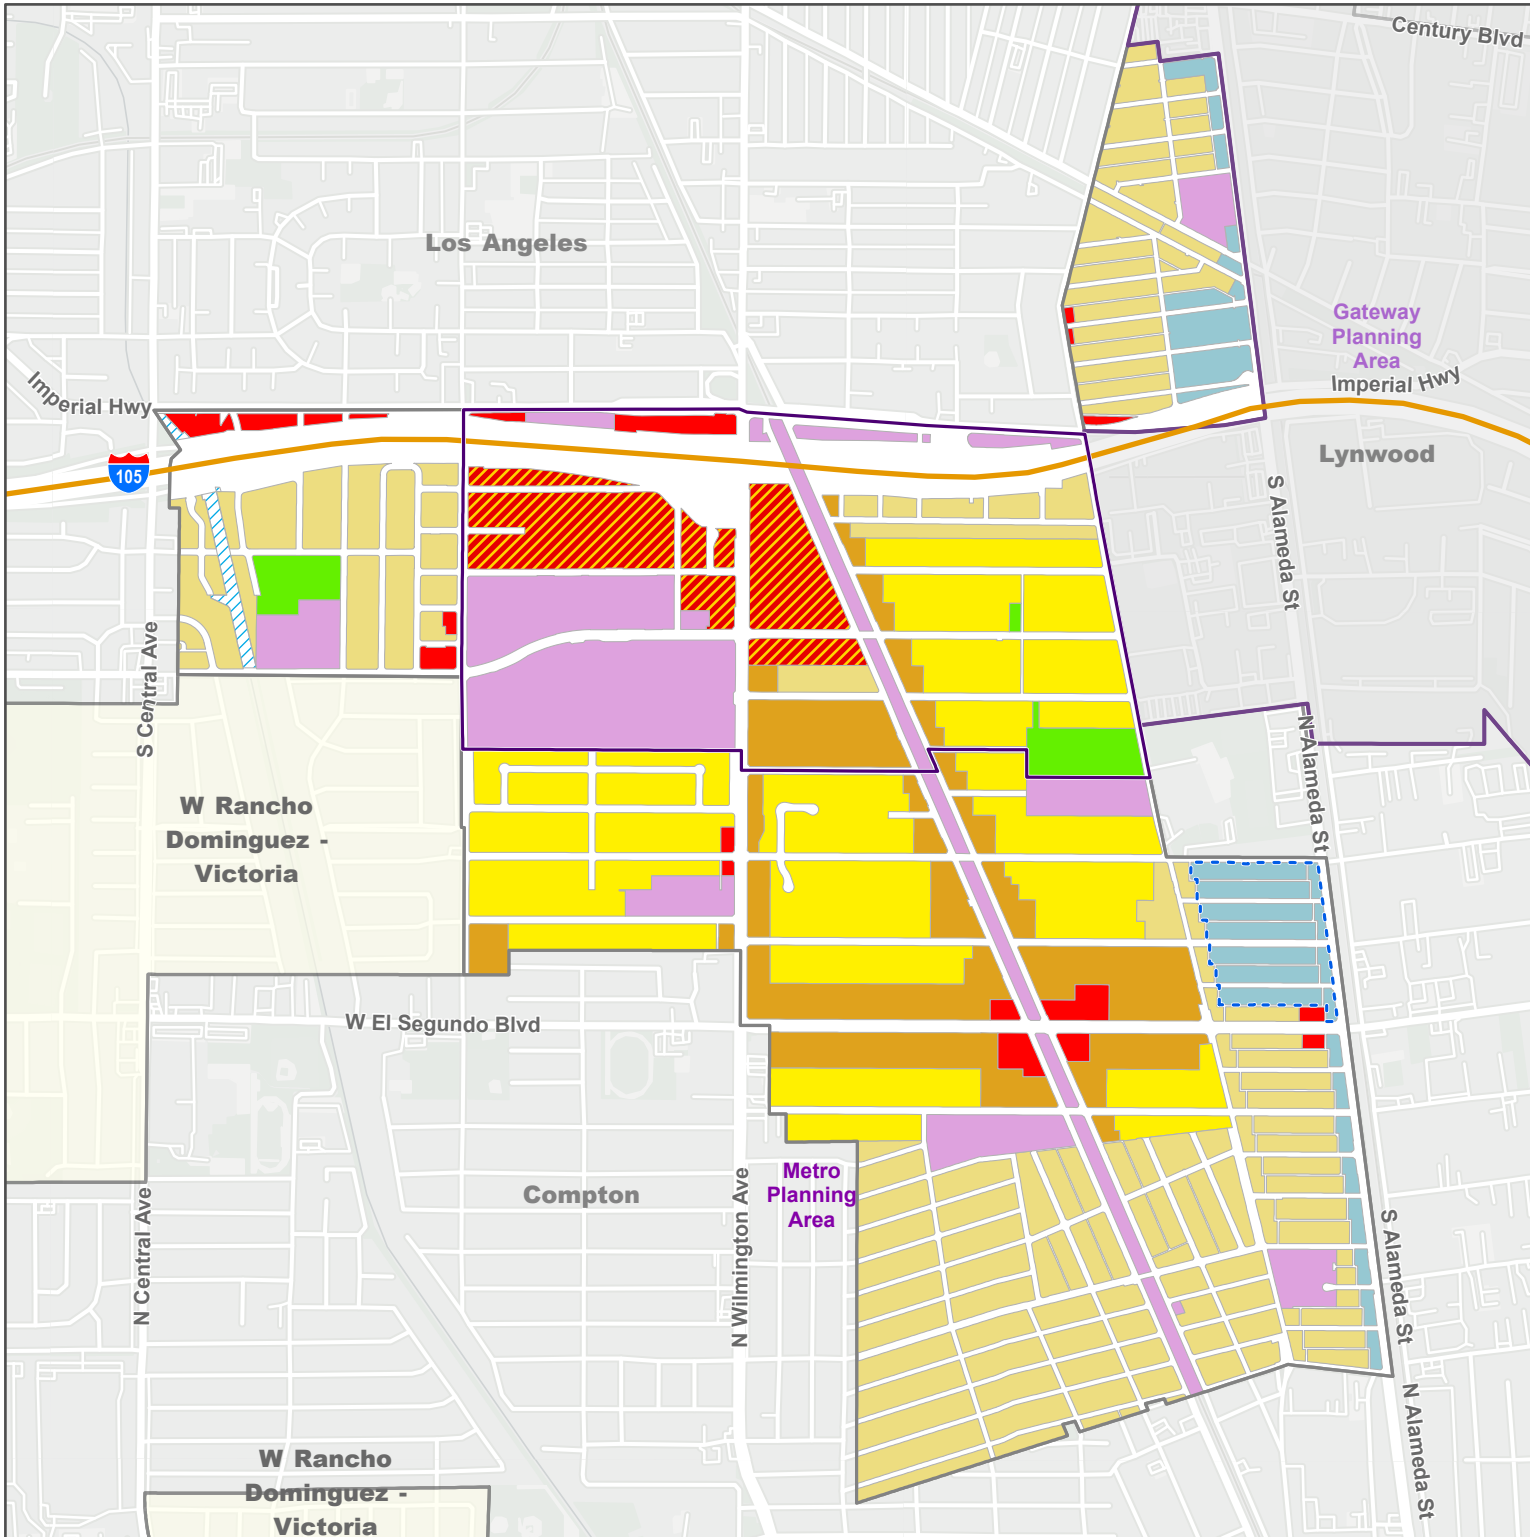 Century Blvd
Los Angeles
Gateway
Planning
Area
Imperial Hwy
Imperial Hwy
Lynwood
105
S Alameda St
S Central Ave
N Alameda St
W Rancho
Dominguez -
Victoria
W El Segundo Blvd
Metro
Planning
Area
Compton
N Central Ave
N Wilmington Ave
S Alameda St
N Alameda St
W Rancho
Dominguez -
Victoria